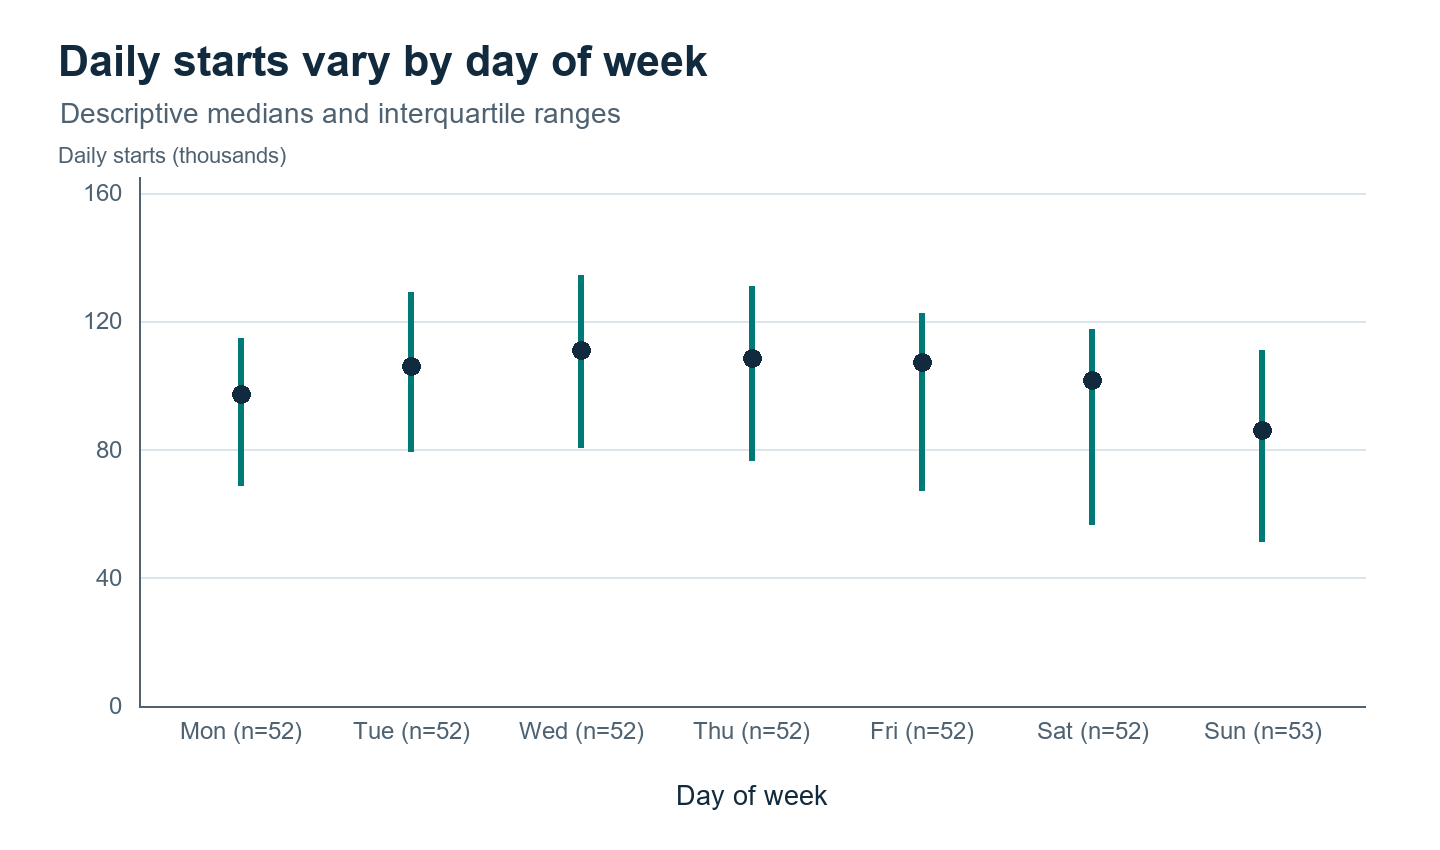 Daily starts vary by day of week
Descriptive medians and interquartile ranges
Daily starts (thousands)
160
120
80
40
0
Mon (n=52) Tue (n=52) Wed (n=52) Thu (n=52) Fri (n=52) Sat (n=52) Sun (n=53)
Day of week